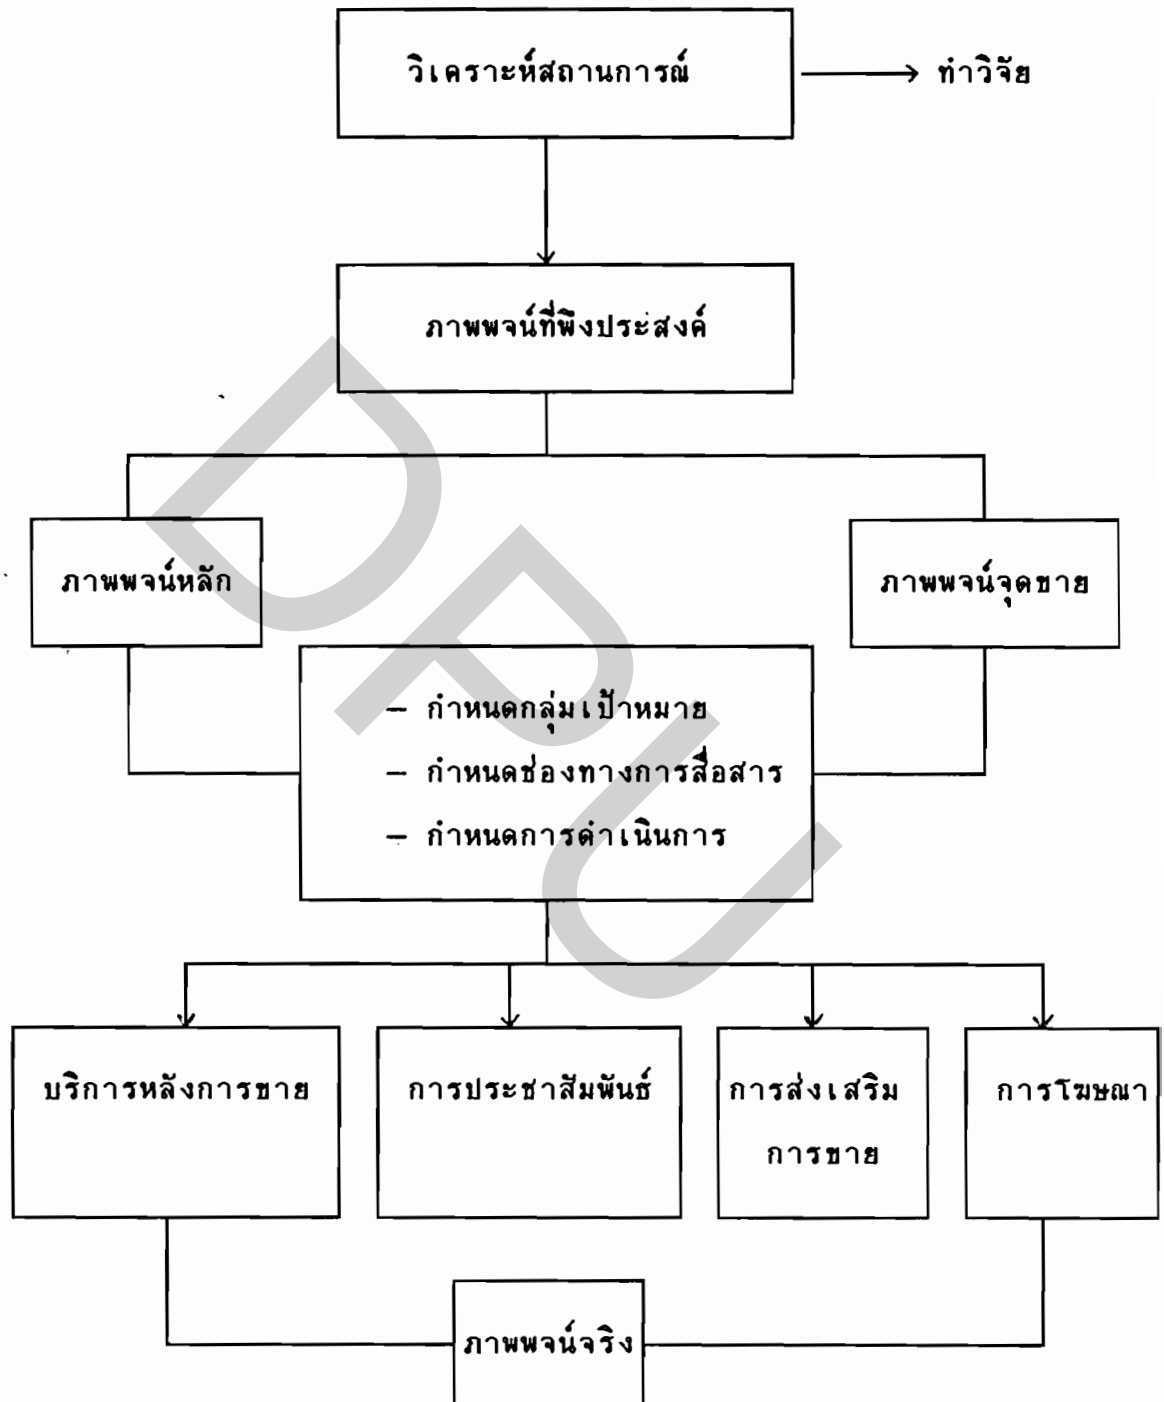 วิเคราะห์สถานการณ์ → ทำวิจัย
ภาพพจน์ที่พึงประสงค์
ภาพพจน์หลัก
ภาพพจน์จุดขาย
– กำหนดกลุ่มเป้าหมาย
– กำหนดช่องทางการสื่อสาร
– กำหนดการดำเนินการ
บริการหลังการขาย
การประชาสัมพันธ์
การส่งเสริม
การขาย
การโฆษณา
ภาพพจน์จริง
DPU